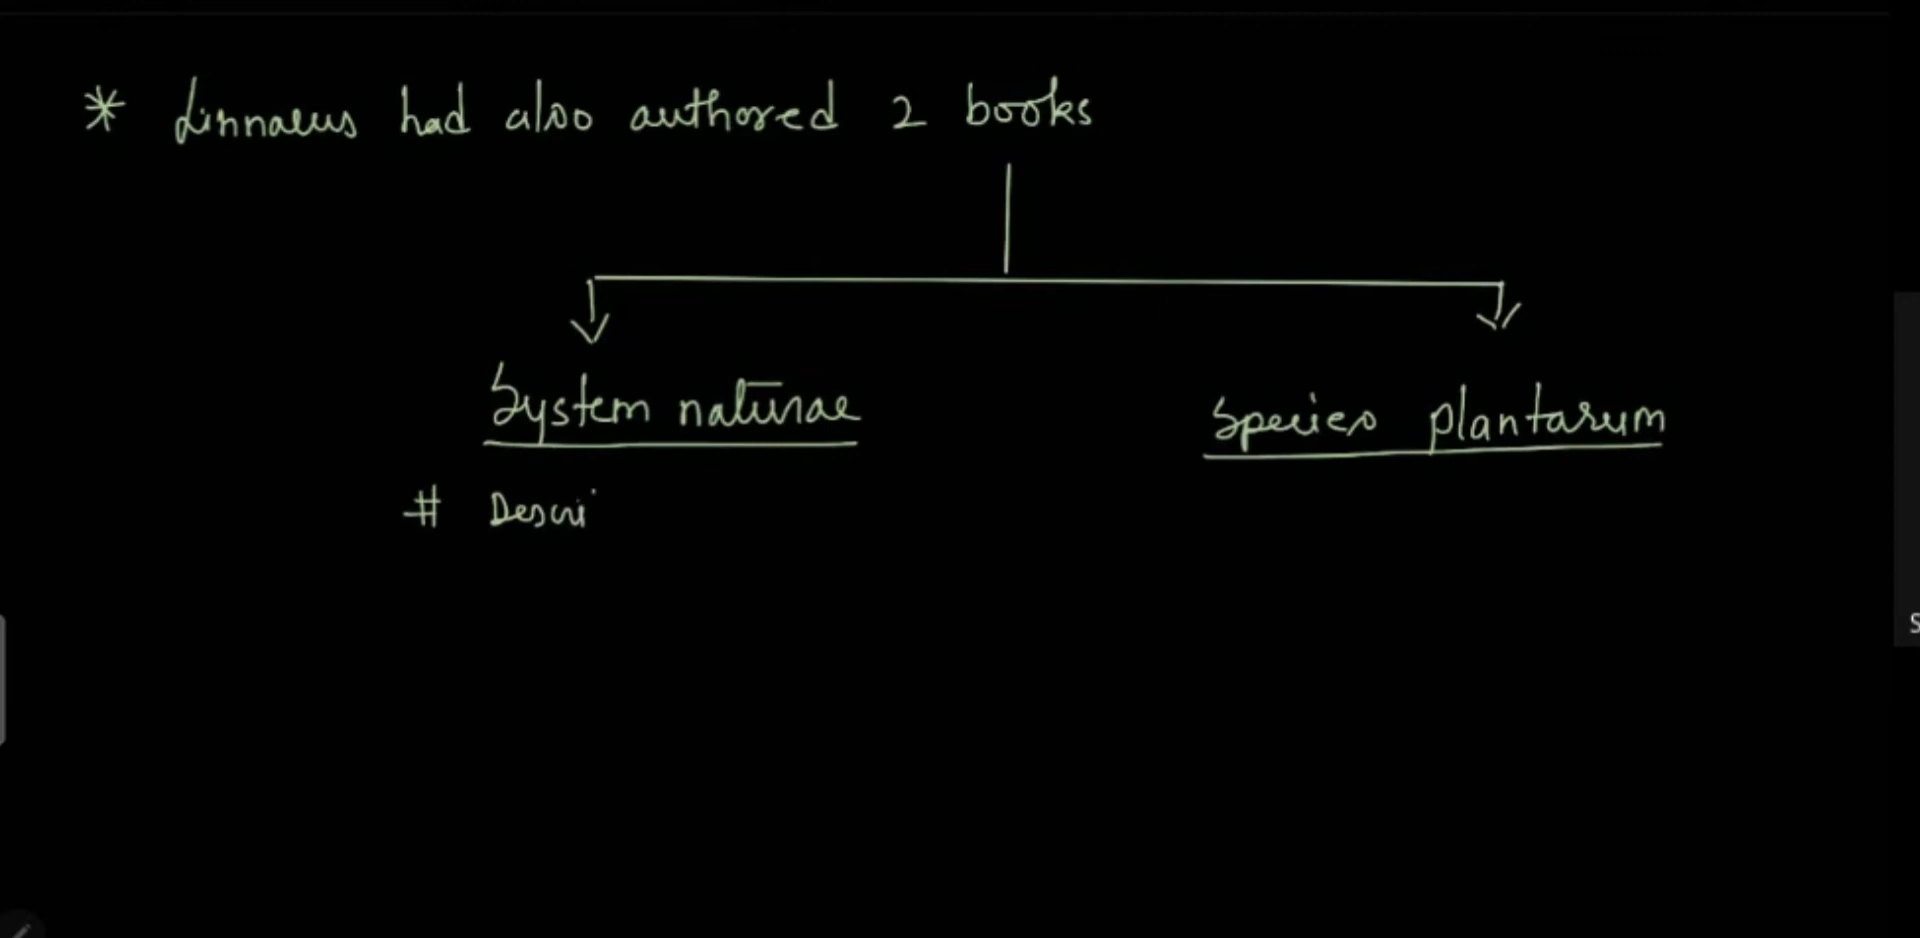 * Linnaeus had also authored 2 books
System naturae
Species plantarum
# Descri
S